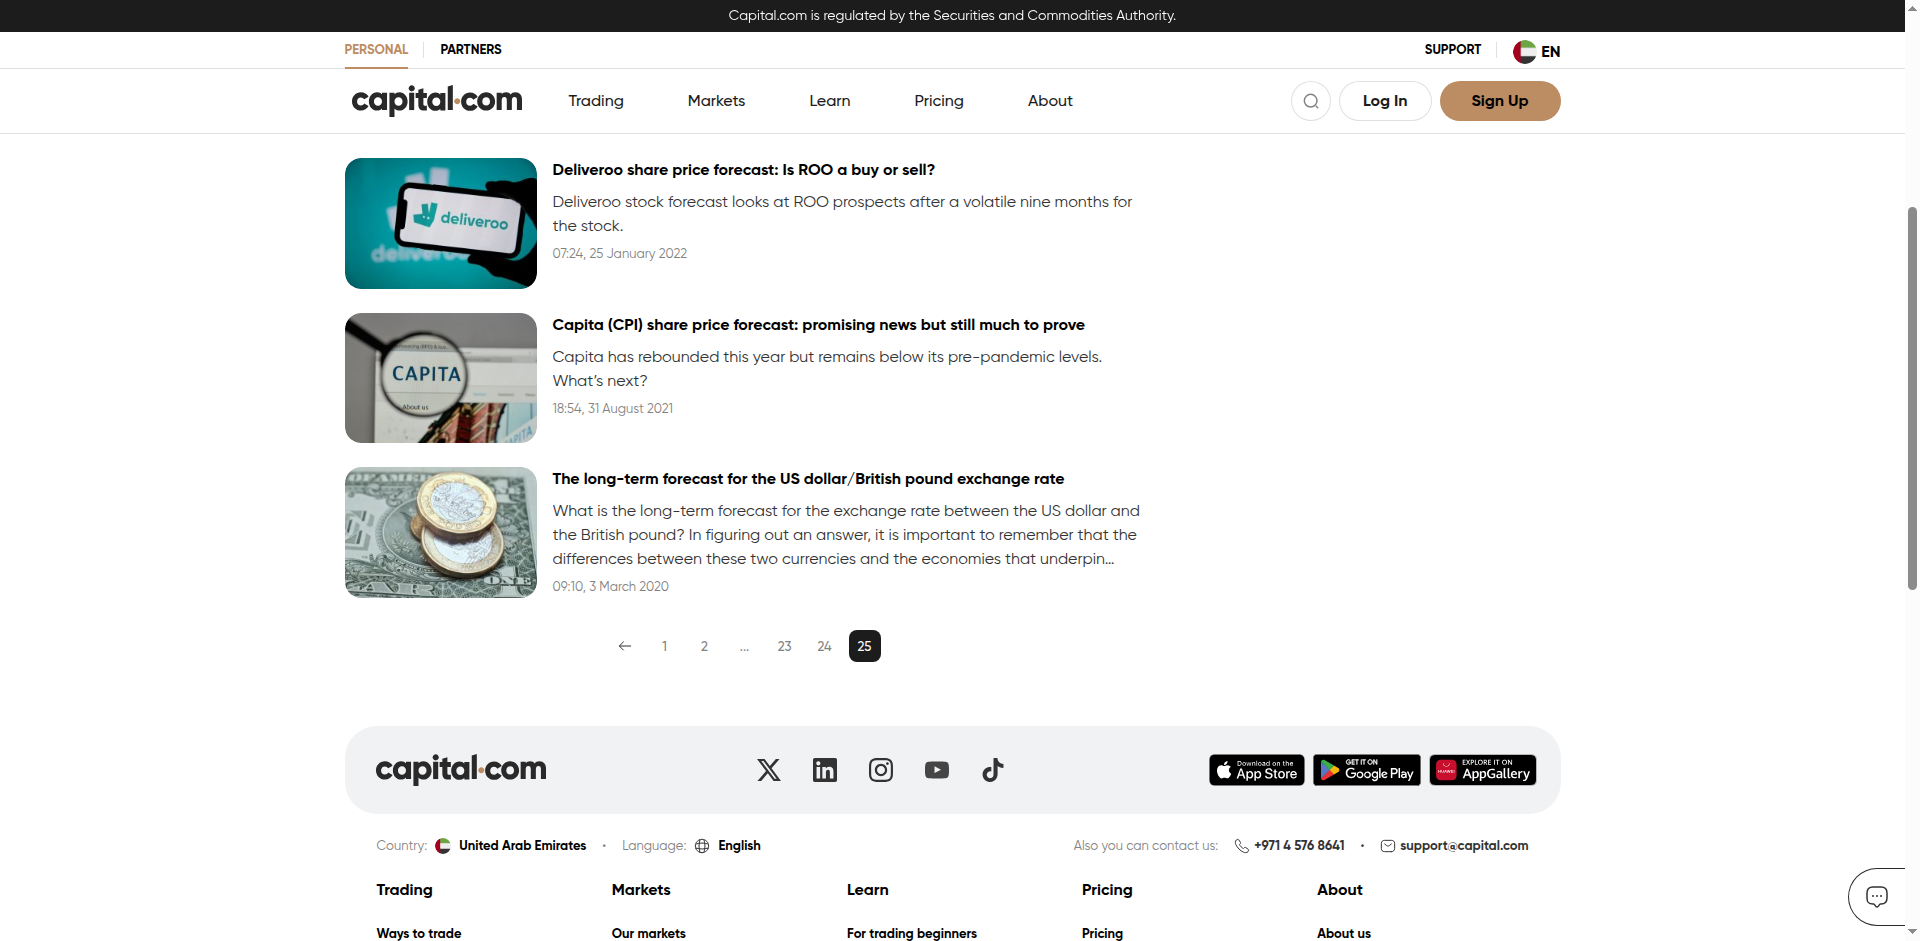 Capital.com is regulated by the Securities and Commodities Authority.
PERSONAL
PARTNERS
SUPPORT
EN
capital.com
Trading
Markets
Learn
Pricing
About
Log In
Sign Up
deliveroo
Deliveroo share price forecast: Is ROO a buy or sell?
Deliveroo stock forecast looks at ROO prospects after a volatile nine months for
the stock.
07:24, 25 January 2022
CAPITA
About us
Capita (CPI) share price forecast: promising news but still much to prove
Capita has rebounded this year but remains below its pre-pandemic levels.
What’s next?
18:54, 31 August 2021
ONE
The long-term forecast for the US dollar/British pound exchange rate
What is the long-term forecast for the exchange rate between the US dollar and
the British pound? In figuring out an answer, it is important to remember that the
differences between these two currencies and the economies that underpin...
09:10, 3 March 2020
1 2 ... 23 24 25
capital.com
Download on the
App Store
GET IT ON
Google Play
HUAWEI
EXPLORE IT ON
AppGallery
Country: United Arab Emirates • Language: English
Also you can contact us: +971 4 576 8641 • support@capital.com
Trading
Markets
Learn
Pricing
About
Ways to trade
Our markets
For trading beginners
Pricing
About us